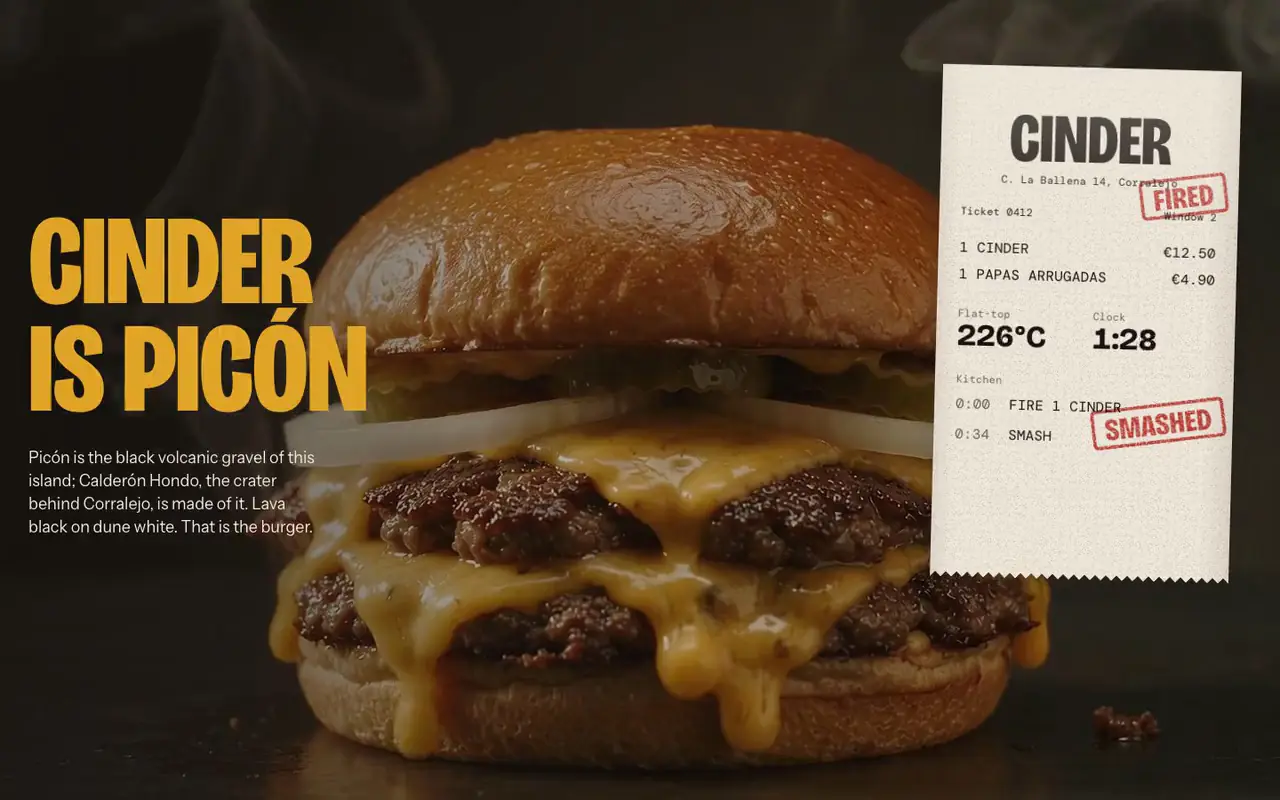 CINDER
IS PICÓN
Picón is the black volcanic gravel of this
island; Calderón Hondo, the crater
behind Corralejo, is made of it. Lava
black on dune white. That is the burger.
CINDER
C. La Ballena 14, Corralejo
FIRED
Ticket 0412
Window 2
1 CINDER €12.50
1 PAPAS ARRUGADAS €4.90
Flat-top Clock
226°C 1:28
Kitchen
0:00 FIRE 1 CINDER
SMASHED
0:34 SMASH